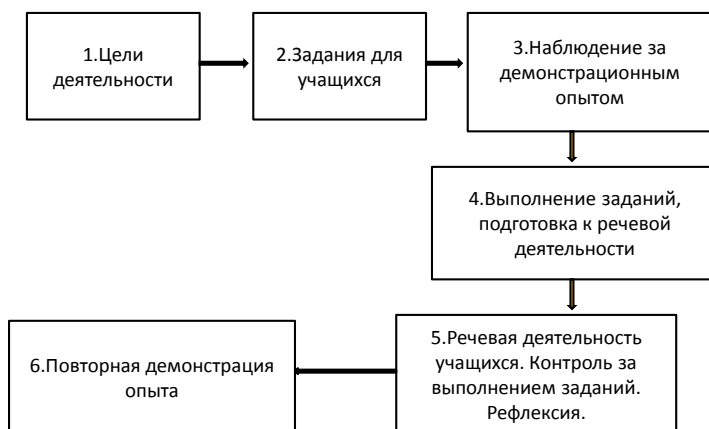 1.Цели
деятельности
2.Задания для
учащихся
3.Наблюдение за
демонстрационным
опытом
4.Выполнение заданий,
подготовка к речевой
деятельности
5.Речевая деятельность
учащихся. Контроль за
выполнением заданий.
Рефлексия.
6.Повторная демонстрация
опыта